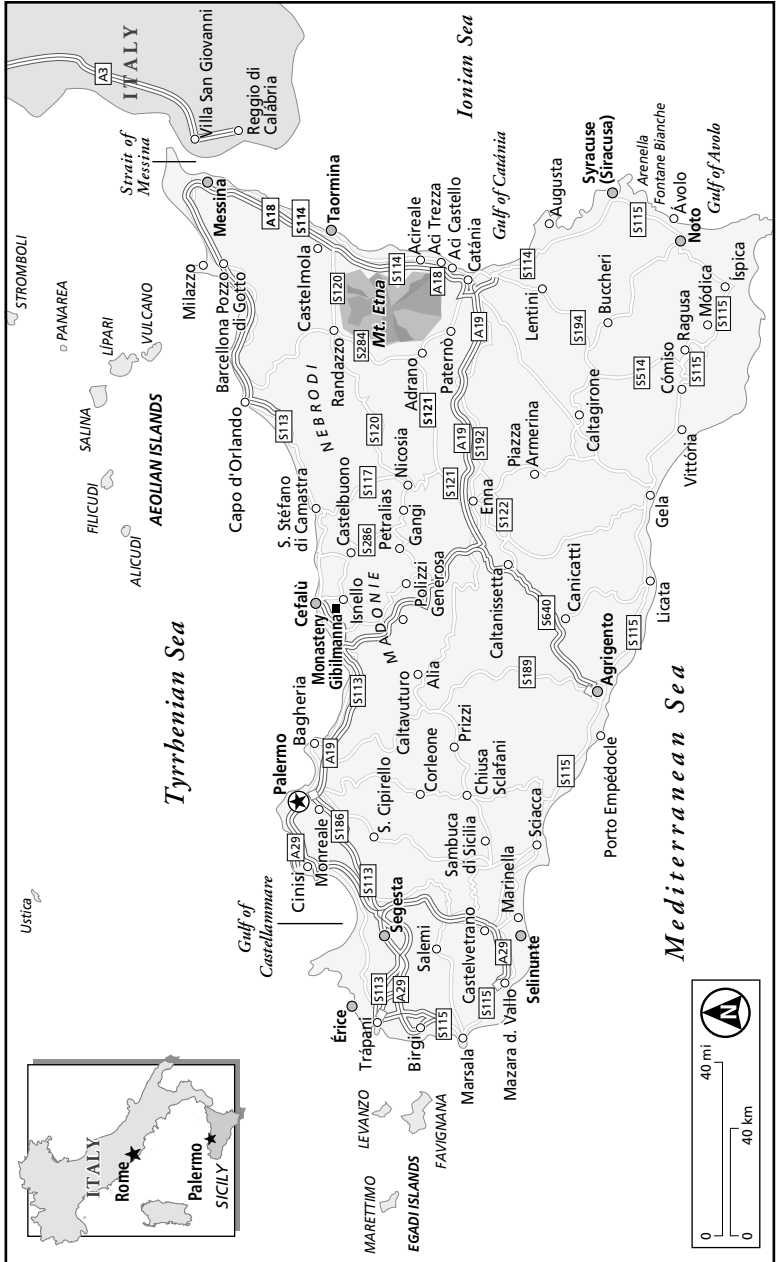 ITALY
Rome
Palermo
SICILY
Ustica
Tyrrhenian Sea
STROMBOLI
PANAREA
LÍPARI
VULCANO
SALINA
FILICUDI
ALICUDI
AEOLIAN ISLANDS
A3
ITALY
Villa San Giovanni
Reggio di
Calábria
Strait of
Messina
Messina
Milazzo
Barcellona Pozzo
di Gotto
Capo d'Orlando
S113
A18
S114
Taormina
Castelmola
S120
Randazzo
S284
Mt. Etna
S114
Acireale
Aci Trezza
Aci Castello
A18
Catánia
Gulf of Catánia
Ionian Sea
NEBRODI
S. Stéfano
di Camastra
Castelbuono
S286
Petralias
Gangi
S117
Nicosia
S120
Adrano
S121
Paternò
A19
Cefalù
Monastery
Gibilmanna
Isnello
MADONIE
Polizzi
Generosa
S121
A19
S192
Enna
S122
Piazza
Armerina
Caltagirone
Lentini
S114
Augusta
S194
Buccheri
Syracuse
(Siracusa)
Arenella
Fontane Bianche
S115
Ávolo
Gulf of Avolo
Noto
S514
Ragusa
Módica
S115
Íspica
Cómiso
S115
Vittória
Gela
Licata
S115
Caltanissetta
Canicattì
S640
Agrigento
S189
Porto Empédocle
S115
Bagheria
A19
S113
Caltavuturo
Alia
Prizzi
Palermo
Monreale
S186
S. Cipirello
Corleone
Chiusa
Sclafani
Sambuca
di Sicilia
Sciacca
A29
Cinisi
S113
Gulf of
Castellammare
Segesta
Salemi
Castelvetrano
Marinella
A29
Selinunte
Érice
S113
Trápani
A29
Birgi
S115
Marsala
S115
Mazara d. Vallo
LEVANZO
MARETTIMO
FAVIGNANA
EGADI ISLANDS
Mediterranean Sea
0
40 mi
0
40 km
N